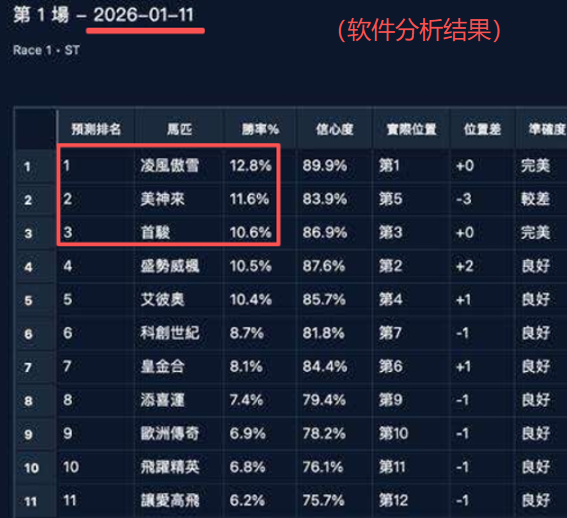 第 1 場 - 2026-01-11
(软件分析结果)
Race 1 • ST
預測排名 馬匹 勝率% 信心度 實際位置 位置差 準確度
1 1 凌風傲雪 12.8% 89.9% 第1 +0 完美
2 2 美神來 11.6% 83.9% 第5 -3 較差
3 3 首駿 10.6% 86.9% 第3 +0 完美
4 4 盛勢威楓 10.5% 87.6% 第2 +2 良好
5 5 艾彼奧 10.4% 85.7% 第4 +1 良好
6 6 科創世紀 8.7% 81.8% 第7 -1 良好
7 7 皇金合 8.1% 84.4% 第6 +1 良好
8 8 添喜運 7.4% 79.4% 第9 -1 良好
9 9 歐洲傳奇 6.9% 78.2% 第10 -1 良好
10 10 飛躍精英 6.8% 76.1% 第11 -1 良好
11 11 讓愛高飛 6.2% 75.7% 第12 -1 良好